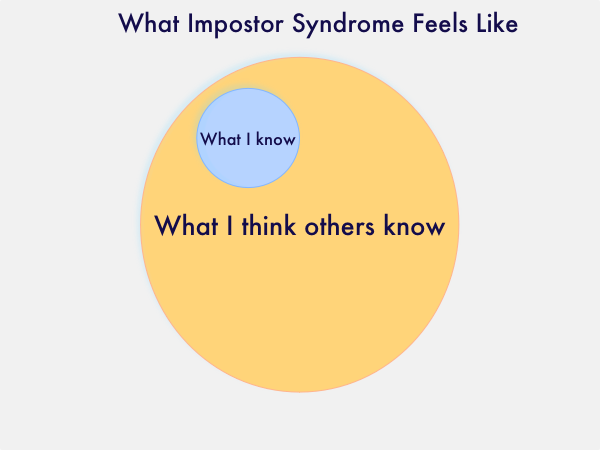 What Impostor Syndrome Feels Like
What I know
What I think others know